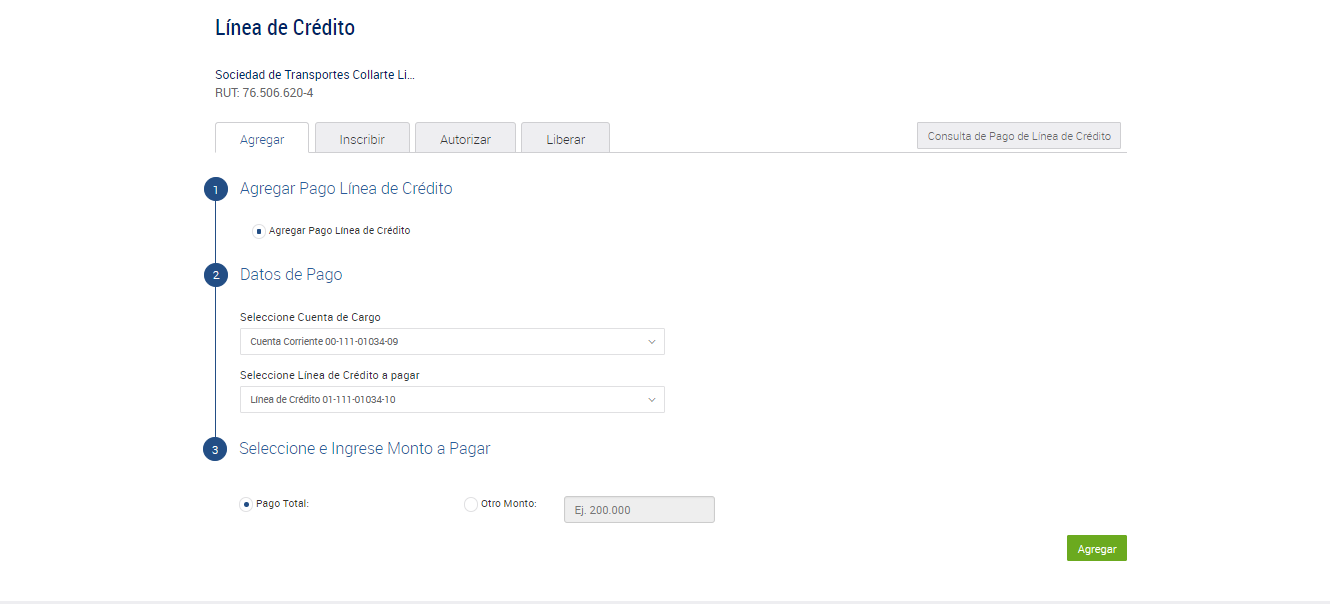 Línea de Crédito
Sociedad de Transportes Collarte Li...
RUT: 76.506.620-4
Agregar Inscribir Autorizar Liberar Consulta de Pago de Línea de Crédito
1 Agregar Pago Línea de Crédito
Agregar Pago Línea de Crédito
2 Datos de Pago
Seleccione Cuenta de Cargo
Cuenta Corriente 00-111-01034-09
Seleccione Línea de Crédito a pagar
Línea de Crédito 01-111-01034-10
3 Seleccione e Ingrese Monto a Pagar
Pago Total: Otro Monto: Ej. 200.000
Agregar